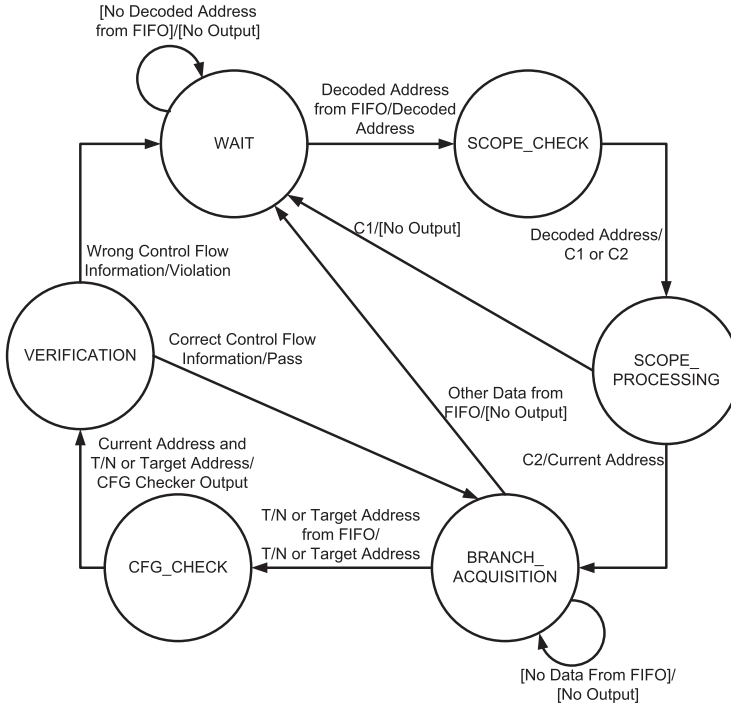 [No Decoded Address
from FIFO]/[No Output]
Decoded Address
from FIFO/Decoded
Address
WAIT
SCOPE_CHECK
C1/[No Output]
Decoded Address/
C1 or C2
Wrong Control Flow
Information/Violation
Correct Control Flow
Information/Pass
VERIFICATION
SCOPE_
PROCESSING
Other Data from
FIFO/[No Output]
Current Address and
T/N or Target Address/
CFG Checker Output
C2/Current Address
T/N or Target Address
from FIFO/
T/N or Target Address
CFG_CHECK
BRANCH_
ACQUISITION
[No Data From FIFO]/
[No Output]